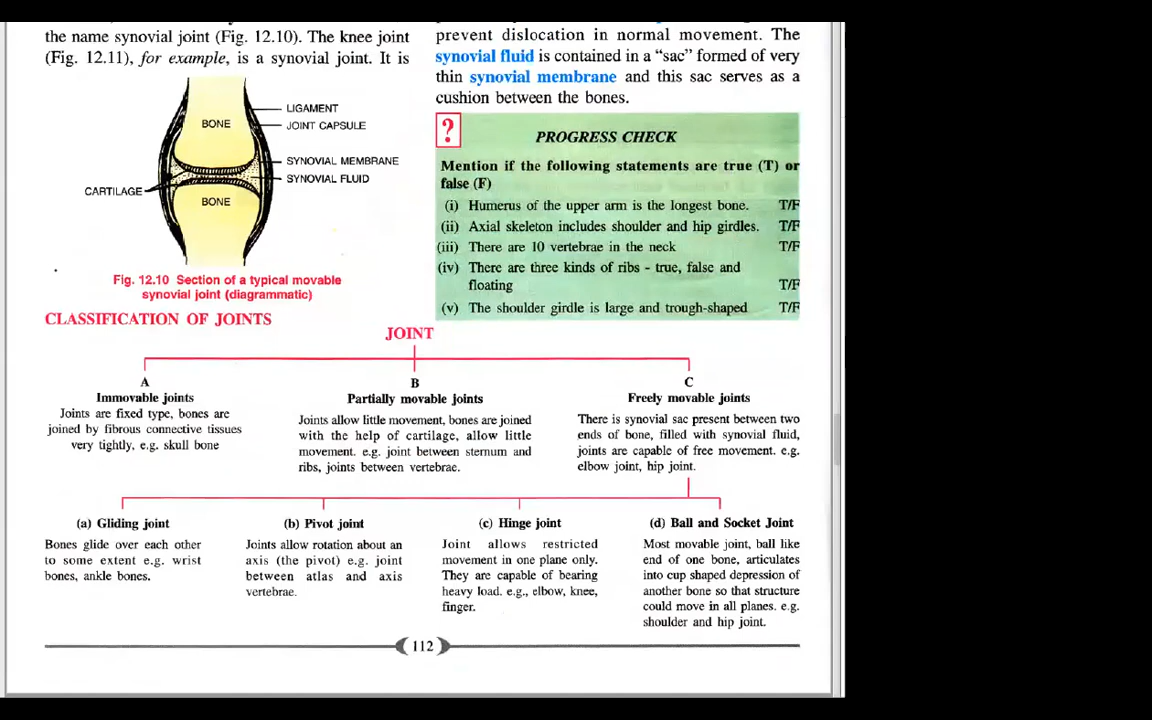 the name synovial joint (Fig. 12.10). The knee joint
(Fig. 12.11), for example, is a synovial joint. It is
prevent dislocation in normal movement. The
synovial fluid is contained in a “sac” formed of very
thin synovial membrane and this sac serves as a
cushion between the bones.
LIGAMENT
BONE
JOINT CAPSULE
SYNOVIAL MEMBRANE
SYNOVIAL FLUID
CARTILAGE
BONE
Fig. 12.10 Section of a typical movable
synovial joint (diagrammatic)
?
PROGRESS CHECK
Mention if the following statements are true (T) or
false (F)
(i) Humerus of the upper arm is the longest bone. T/F
(ii) Axial skeleton includes shoulder and hip girdles. T/F
(iii) There are 10 vertebrae in the neck T/F
(iv) There are three kinds of ribs - true, false and
floating T/F
(v) The shoulder girdle is large and trough-shaped T/F
CLASSIFICATION OF JOINTS
JOINT
A
Immovable joints
Joints are fixed type, bones are
joined by fibrous connective tissues
very tightly, e.g. skull bone
B
Partially movable joints
Joints allow little movement, bones are joined
with the help of cartilage, allow little
movement. e.g. joint between sternum and
ribs, joints between vertebrae.
C
Freely movable joints
There is synovial sac present between two
ends of bone, filled with synovial fluid,
joints are capable of free movement. e.g.
elbow joint, hip joint.
(a) Gliding joint
Bones glide over each other
to some extent e.g. wrist
bones, ankle bones.
(b) Pivot joint
Joints allow rotation about an
axis (the pivot) e.g. joint
between atlas and axis
vertebrae.
(c) Hinge joint
Joint allows restricted
movement in one plane only.
They are capable of bearing
heavy load. e.g., elbow, knee,
finger.
(d) Ball and Socket Joint
Most movable joint, ball like
end of one bone, articulates
into cup shaped depression of
another bone so that structure
could move in all planes. e.g.
shoulder and hip joint.
112